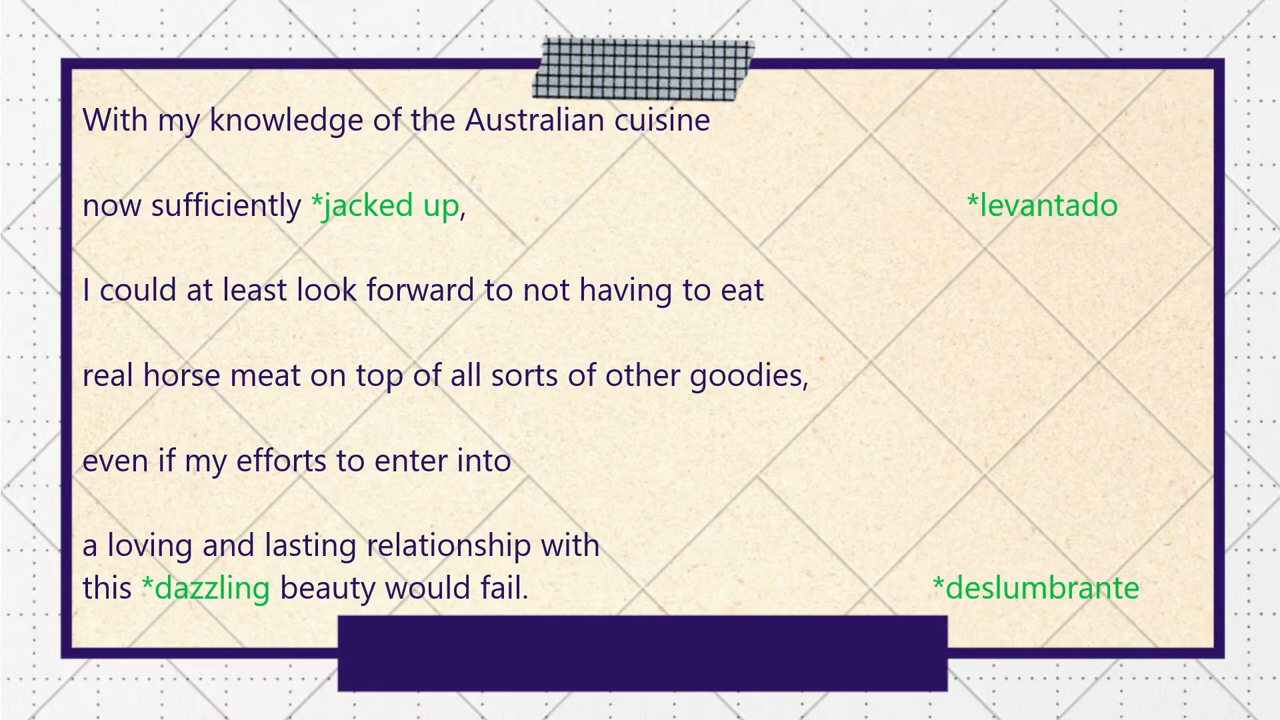 With my knowledge of the Australian cuisine
now sufficiently *jacked up, *levantado
I could at least look forward to not having to eat
real horse meat on top of all sorts of other goodies,
even if my efforts to enter into
a loving and lasting relationship with
this *dazzling beauty would fail. *deslumbrante